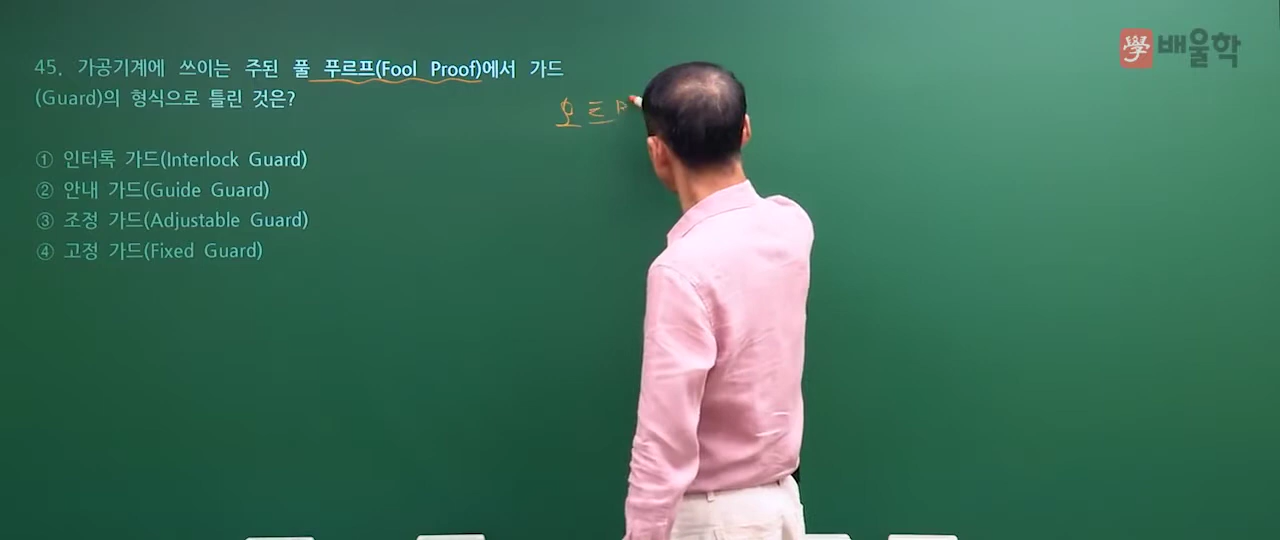 學 배울학
45. 가공기계에 쓰이는 주된 풀 푸르프(Fool Proof)에서 가드
(Guard)의 형식으로 틀린 것은?
오트
① 인터록 가드(Interlock Guard)
② 안내 가드(Guide Guard)
③ 조정 가드(Adjustable Guard)
④ 고정 가드(Fixed Guard)